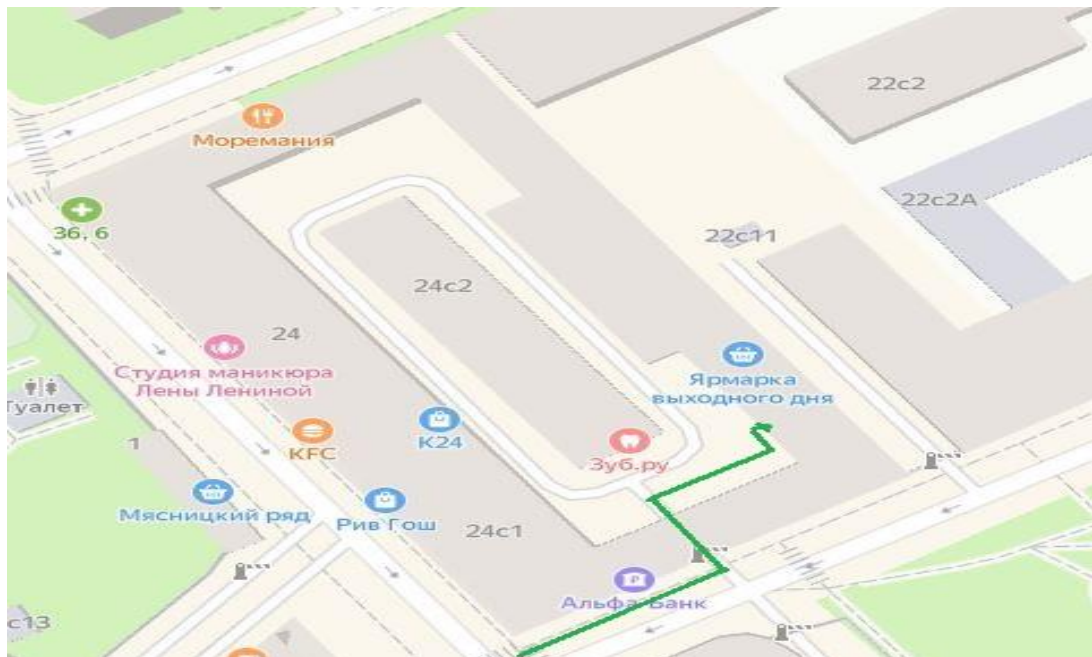 22с2
Моремания
22с2А
36, 6
22с11
24с2
24
Студия маникюра
Лены Лениной
Ярмарка
выходного дня
Туалет
1
KFC
К24
Зуб.ру
Мясницкий ряд
Рив Гош
24с1
Альфа-Банк
с13